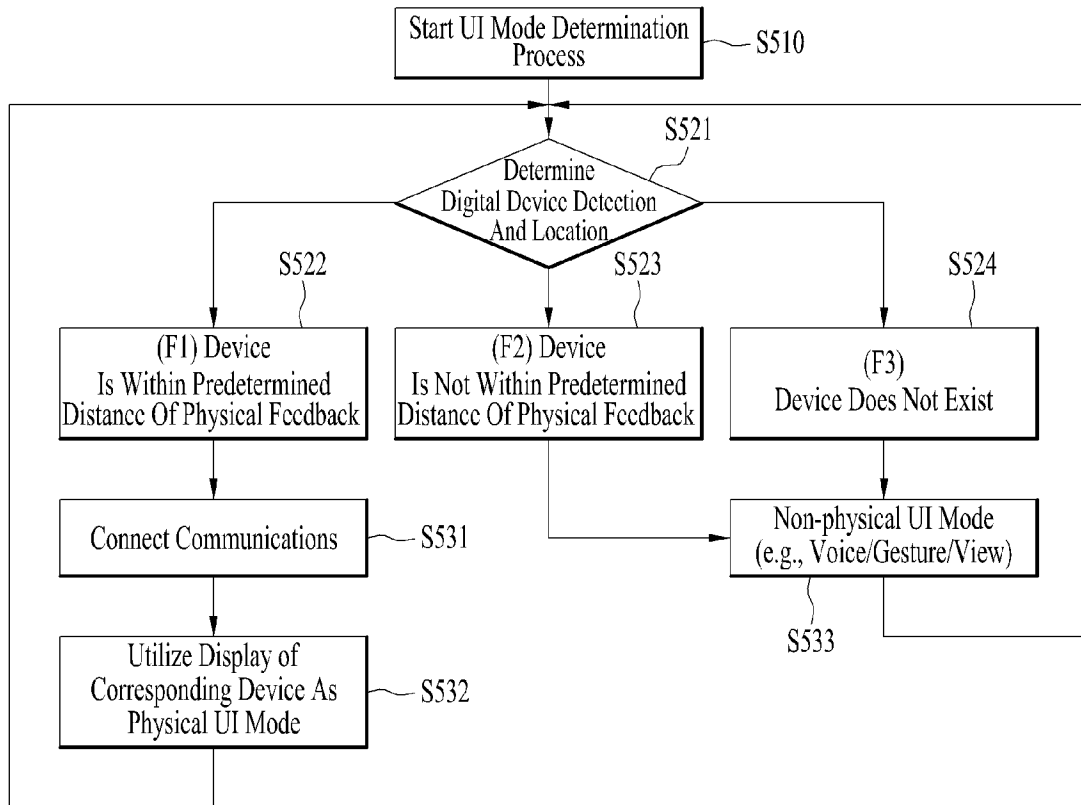 Start UI Mode Determination
Process
S510
S521
Determine
Digital Device Detection
And Location
S522
S523
S524
(F1) Device
Is Within Predetermined
Distance Of Physical Feedback
(F2) Device
Is Not Within Predetermined
Distance Of Physical Feedback
(F3)
Device Does Not Exist
Connect Communications
S531
Non-physical UI Mode
(e.g., Voice/Gesture/View)
S533
Utilize Display of
Corresponding Device As
Physical UI Mode
S532